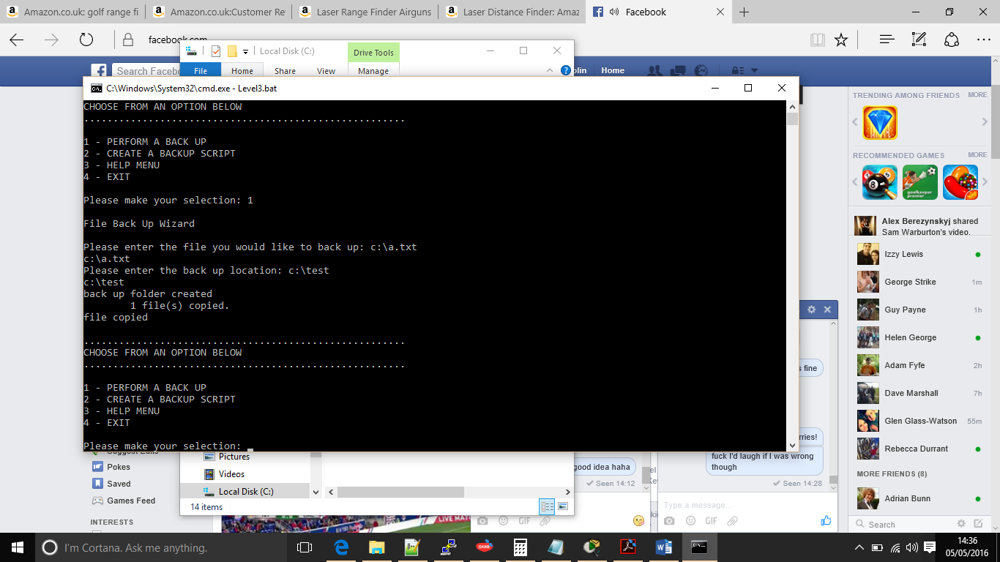 Amazon.co.uk: golf range fi
Amazon.co.uk:Customer Re
Laser Range Finder Airguns
Laser Distance Finder: Amaz
Facebook
facebook.com
Local Disk (C:)
Drive Tools
File
Home
Share
View
Manage
Search Facebo
olin
Home
C:\Windows\System32\cmd.exe - Level3.bat
CHOOSE FROM AN OPTION BELOW
.......................................................
1 - PERFORM A BACK UP
2 - CREATE A BACKUP SCRIPT
3 - HELP MENU
4 - EXIT
Please make your selection: 1
File Back Up Wizard
Please enter the file you would like to back up: c:\a.txt
c:\a.txt
Please enter the back up location: c:\test
c:\test
back up folder created
1 file(s) copied.
file copied
.......................................................
CHOOSE FROM AN OPTION BELOW
.......................................................
1 - PERFORM A BACK UP
2 - CREATE A BACKUP SCRIPT
3 - HELP MENU
4 - EXIT
Please make your selection:
TRENDING AMONG FRIENDS
MORE
RECOMMENDED GAMES
MORE
Alex Berezynskyj shared
Sam Warburton's video.
Izzy Lewis
George Strike
1m
Guy Payne
1h
Helen George
Adam Fyfe
2h
Dave Marshall
7h
Glen Glass-Watson
55m
Rebecca Durrant
MORE FRIENDS (8)
Adrian Bunn
Search
s fine
rries!
fuck I'd laugh if I was wrong
though
Seen 14:28
Type a message...
GIF
good idea haha
Seen 14:12
GIF
Suggest Edits
Pokes
Saved
Games Feed
INTERESTS
Pictures
Videos
Local Disk (C:)
14 items
LIVE MATC
I'm Cortana. Ask me anything.
GAME
14:36
05/05/2016